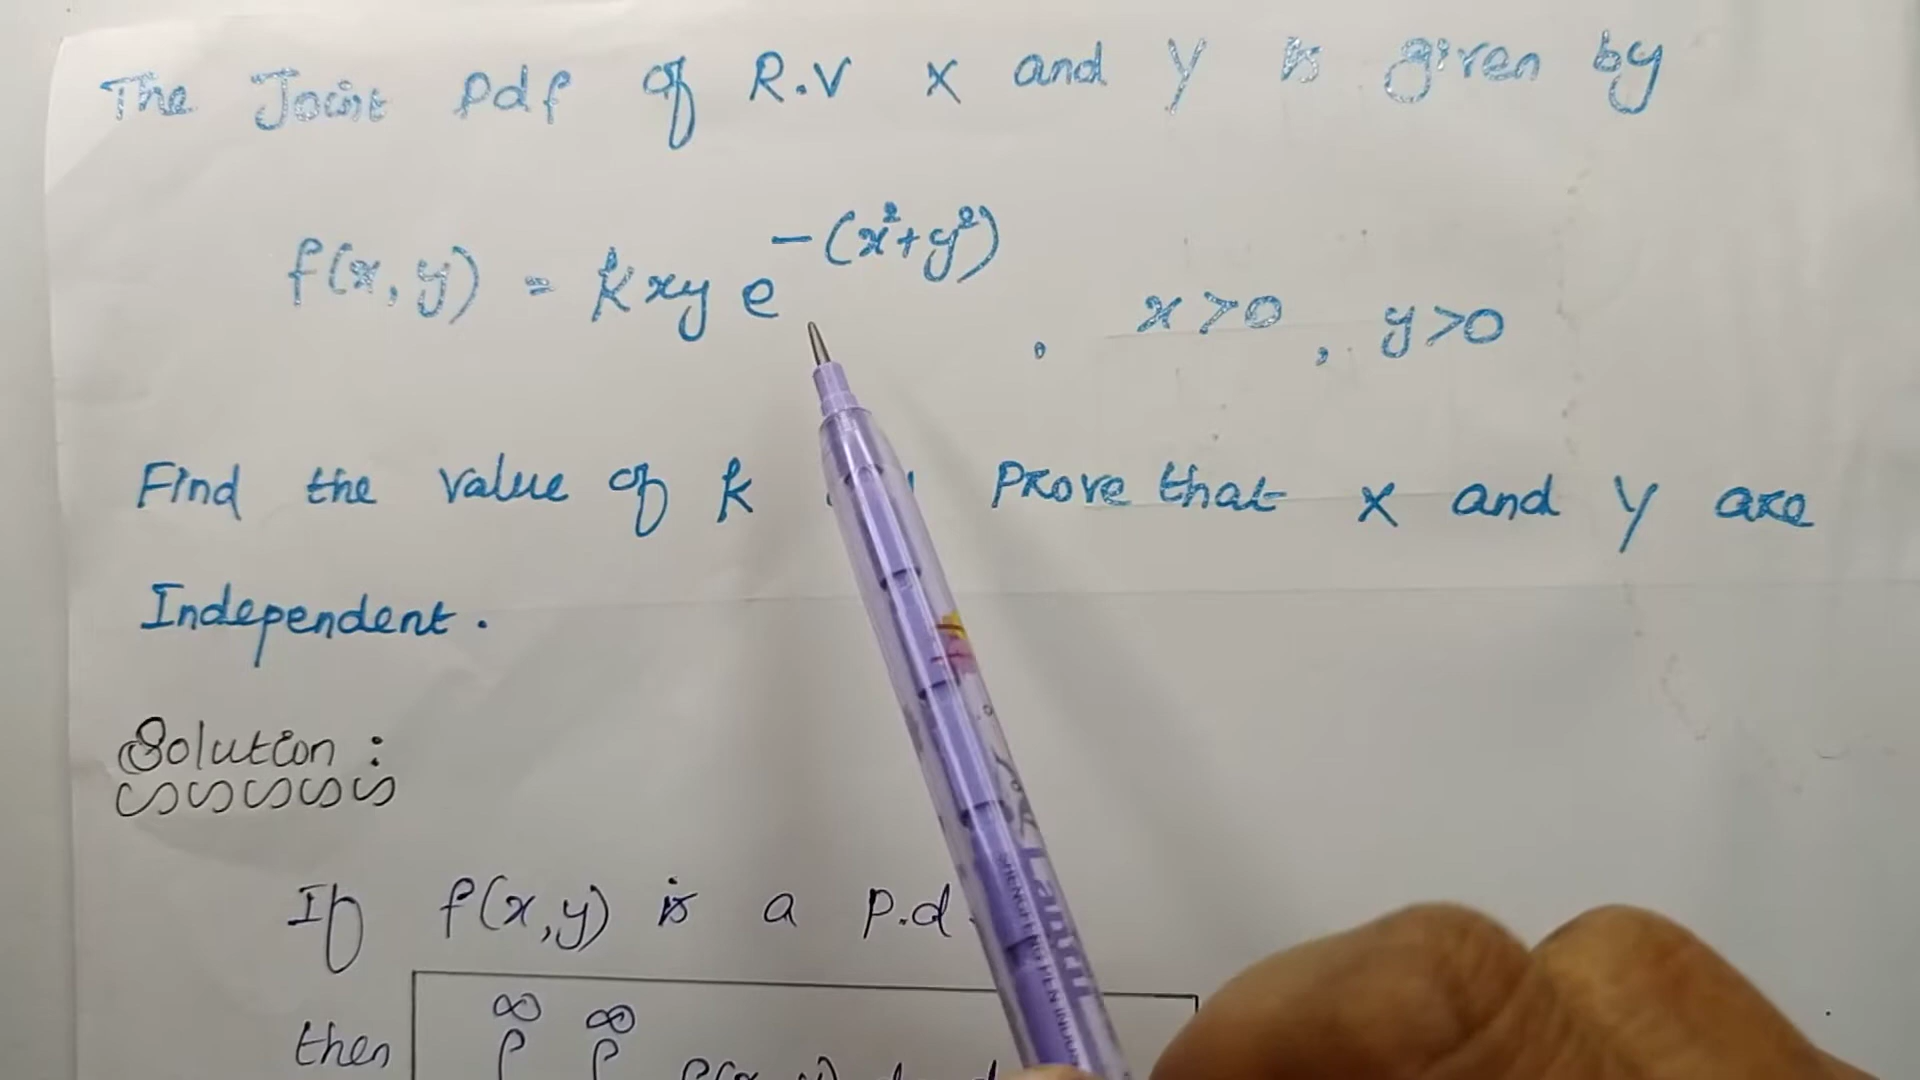 The Joint Pdf of R.V X and Y is given by
f(x,y) = kxy e^-(x²+y²), x>0, y>0
Find the value of k Prove that X and Y are
Independent.
Solution:
If f(x,y) is a p.d.
then ∞ ∞
∫ ∫ f(x,y)